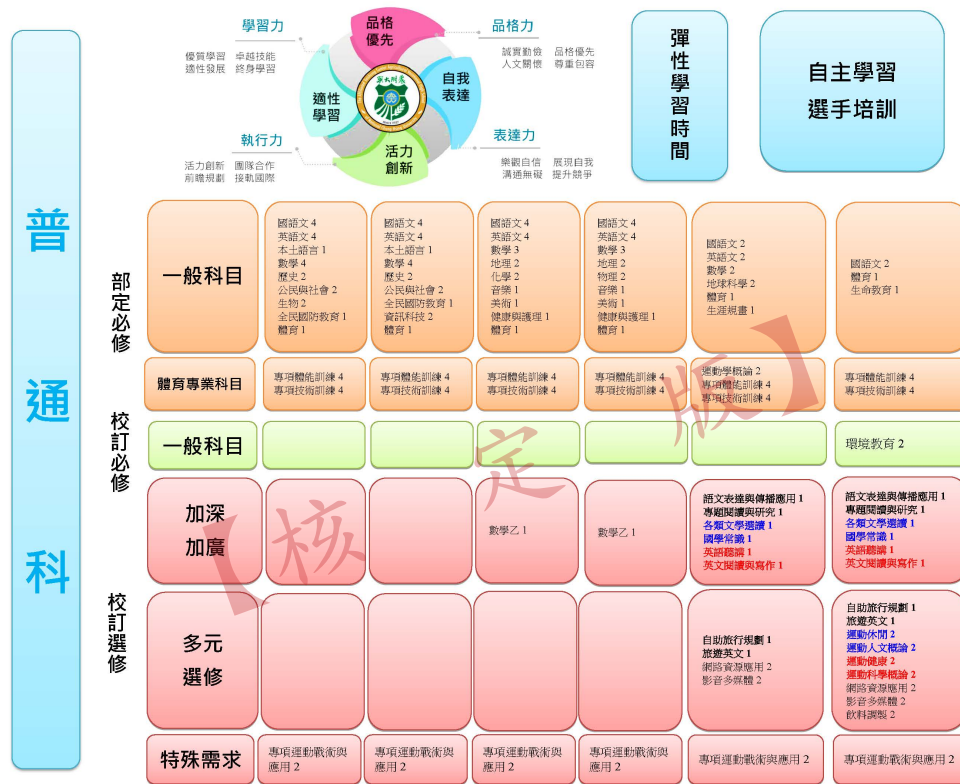 普通科
學習力
優質學習 卓越技能
適性發展 終身學習
品格
優先
品格力
誠實勤儉 品格優先
人文關懷 尊重包容
適性
學習
自我
表達
執行力
活力創新 團隊合作
前瞻規劃 接軌國際
活力
創新
表達力
樂觀自信 展現自我
溝通無礙 提升競爭
彈性學習時間
自主學習
選手培訓
部定必修
一般科目
國語文 4
英語文 4
本土語言 1
數學 4
歷史 2
公民與社會 2
生物 2
全民國防教育 1
體育 1
國語文 4
英語文 4
本土語言 1
數學 4
歷史 2
公民與社會 2
全民國防教育 1
資訊科技 2
體育 1
國語文 4
英語文 4
數學 3
地理 2
化學 2
音樂 1
美術 1
健康與護理 1
體育 1
國語文 4
英語文 4
數學 3
地理 2
物理 2
音樂 1
美術 1
健康與護理 1
體育 1
國語文 2
英語文 2
數學 2
地球科學 2
體育 1
生涯規畫 1
國語文 2
體育 1
生命教育 1
體育專業科目
專項體能訓練 4
專項技術訓練 4
專項體能訓練 4
專項技術訓練 4
專項體能訓練 4
專項技術訓練 4
專項體能訓練 4
專項技術訓練 4
運動學概論 2
專項體能訓練 4
專項技術訓練 4
專項體能訓練 4
專項技術訓練 4
校訂必修
一般科目
環境教育 2
校訂選修
加深
加廣
數學乙 1
數學乙 1
語文表達與傳播應用 1
專題閱讀與研究 1
各類文學選讀 1
國學常識 1
英語聽講 1
英文閱讀與寫作 1
語文表達與傳播應用 1
專題閱讀與研究 1
各類文學選讀 1
國學常識 1
英語聽講 1
英文閱讀與寫作 1
多元
選修
自助旅行規劃 1
旅遊英文 1
網路資源應用 2
影音多媒體 2
自助旅行規劃 1
旅遊英文 1
運動休閒 2
運動人文概論 2
運動健康 2
運動科學概論 2
網路資源應用 2
影音多媒體 2
飲料調製 2
特殊需求
專項運動戰術與
應用 2
專項運動戰術與
應用 2
專項運動戰術與
應用 2
專項運動戰術與
應用 2
專項運動戰術與應用 2
專項運動戰術與應用 2
【核定版】